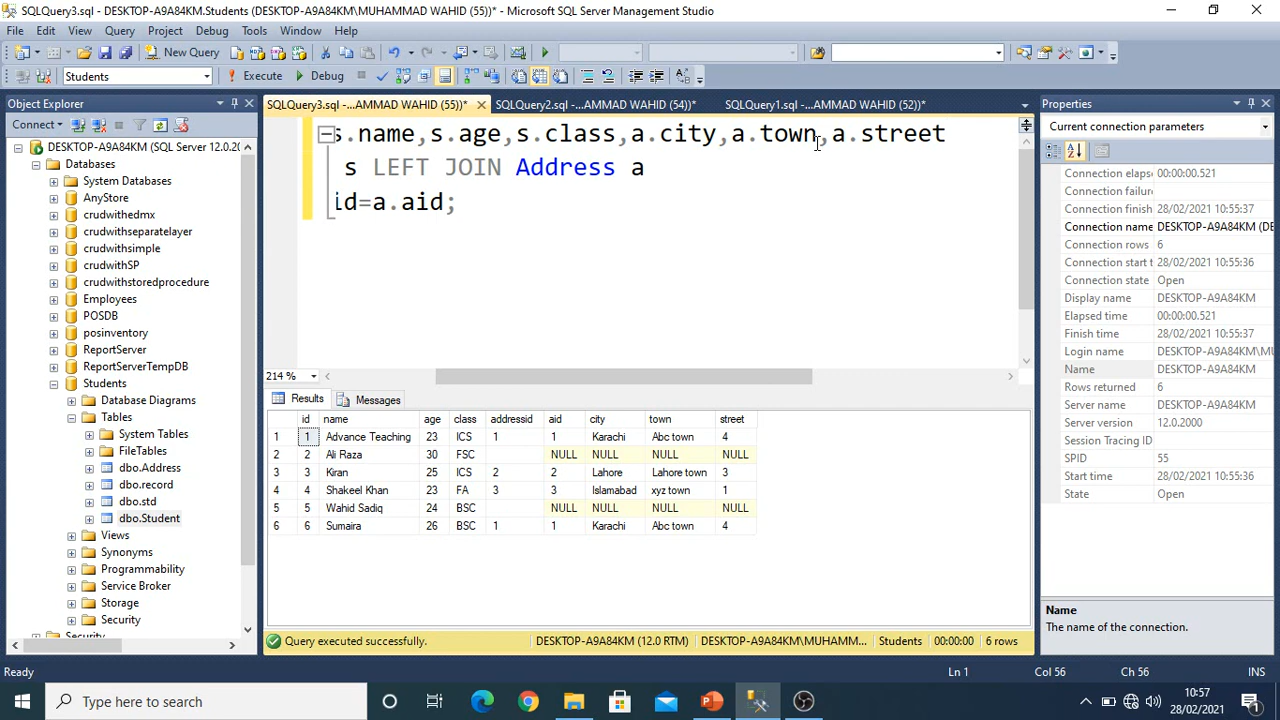 SQLQuery3.sql - DESKTOP-A9A84KM.Students (DESKTOP-A9A84KM\MUHAMMAD WAHID (55))* - Microsoft SQL Server Management Studio
File Edit View Query Project Debug Tools Window Help
New Query
Students Execute Debug
Object Explorer
Connect
DESKTOP-A9A84KM (SQL Server 12.0.20
Databases
System Databases
AnyStore
crudwithedmx
crudwithseparatelayer
crudwithsimple
crudwithSP
crudwithstoredprocedure
Employees
POSDB
posinventory
ReportServer
ReportServerTempDB
Students
Database Diagrams
Tables
System Tables
FileTables
dbo.Address
dbo.record
dbo.std
dbo.Student
Views
Synonyms
Programmability
Service Broker
Storage
Security
Security
SQLQuery3.sql -...AMMAD WAHID (55))* SQLQuery2.sql -...AMMAD WAHID (54))* SQLQuery1.sql -...AMMAD WAHID (52))*
s.name,s.age,s.class,a.city,a.town,a.street
s LEFT JOIN Address a
id=a.aid;
214 %
Results Messages
id name age class addressid aid city town street
1 1 Advance Teaching 23 ICS 1 1 Karachi Abc town 4
2 2 Ali Raza 30 FSC NULL NULL NULL NULL
3 3 Kiran 25 ICS 2 2 Lahore Lahore town 3
4 4 Shakeel Khan 23 FA 3 3 Islamabad xyz town 1
5 5 Wahid Sadiq 24 BSC NULL NULL NULL NULL
6 6 Sumaira 26 BSC 1 1 Karachi Abc town 4
Query executed successfully. DESKTOP-A9A84KM (12.0 RTM) DESKTOP-A9A84KM\MUHAMM... Students 00:00:00 6 rows
Properties
Current connection parameters
Connection elaps 00:00:00.521
Connection failure
Connection finish 28/02/2021 10:55:37
Connection name DESKTOP-A9A84KM (DE
Connection rows 6
Connection start t 28/02/2021 10:55:36
Connection state Open
Display name DESKTOP-A9A84KM
Elapsed time 00:00:00.521
Finish time 28/02/2021 10:55:37
Login name DESKTOP-A9A84KM\MU
Name DESKTOP-A9A84KM
Rows returned 6
Server name DESKTOP-A9A84KM
Server version 12.0.2000
Session Tracing ID
SPID 55
Start time 28/02/2021 10:55:36
State Open
Name
The name of the connection.
Ready Ln 1 Col 56 Ch 56 INS
Type here to search
10:57
28/02/2021
1